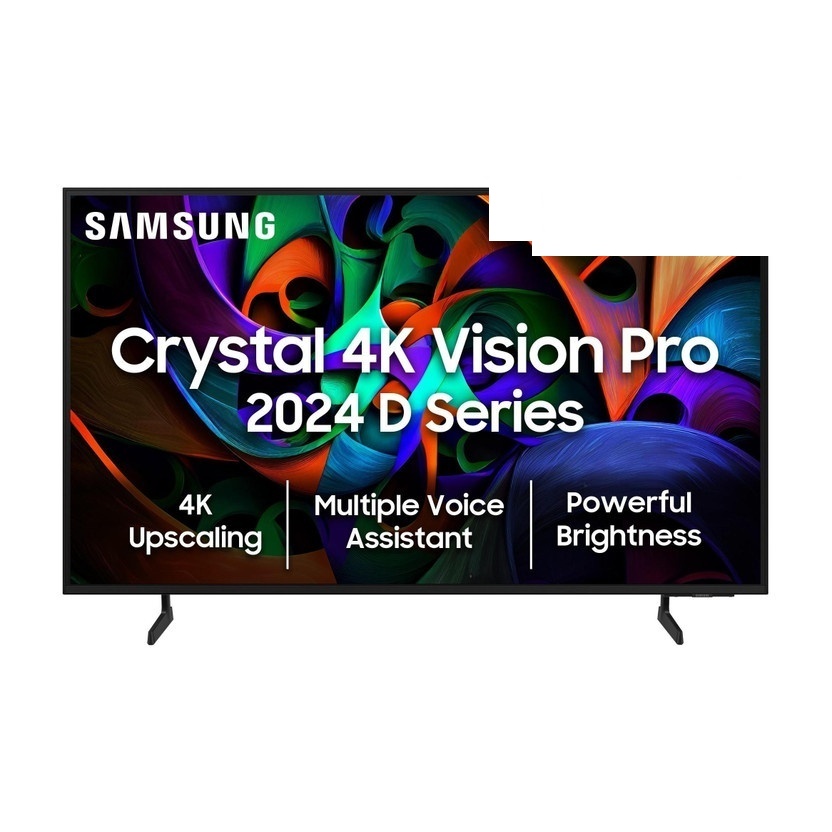 SAMSUNG
Crystal 4K Vision Pro
2024 D Series
4K
Upscaling
Multiple Voice
Assistant
Powerful
Brightness